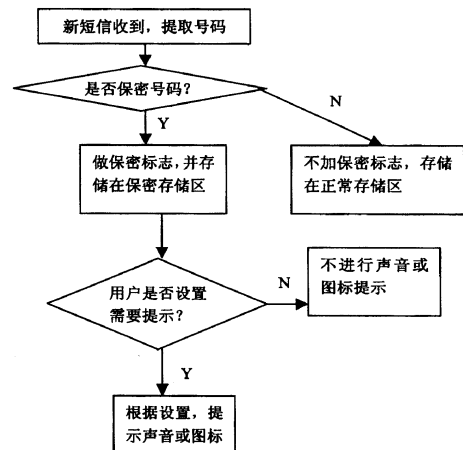 新短信收到，提取号码
是否保密号码？
N
Y
做保密标志，并存
储在保密存储区
不加保密标志，存储
在正常存储区
用户是否设置
需要提示？
N
不进行声音或
图标提示
Y
根据设置，提
示声音或图标